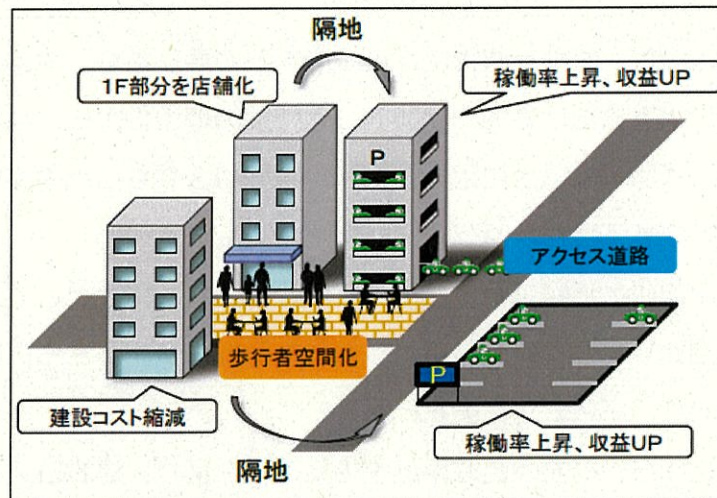 隔地
1F部分を店舗化
稼働率上昇、収益UP
P
アクセス道路
歩行者空間化
P
建設コスト縮減
稼働率上昇、収益UP
隔地